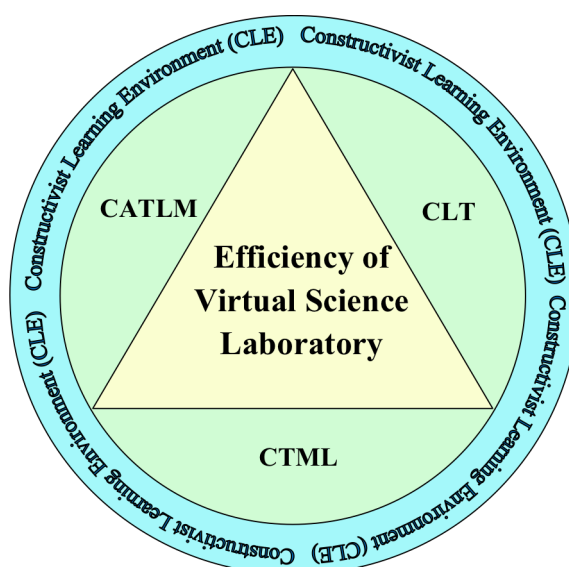 Constructivist Learning Environment (CLE)
Constructivist Learning Environment (CLE)
CATLM
CLT
Efficiency of
Virtual Science
Laboratory
CTML
Constructivist Learning Environment (CLE)
Constructivist Learning Environment (CLE)